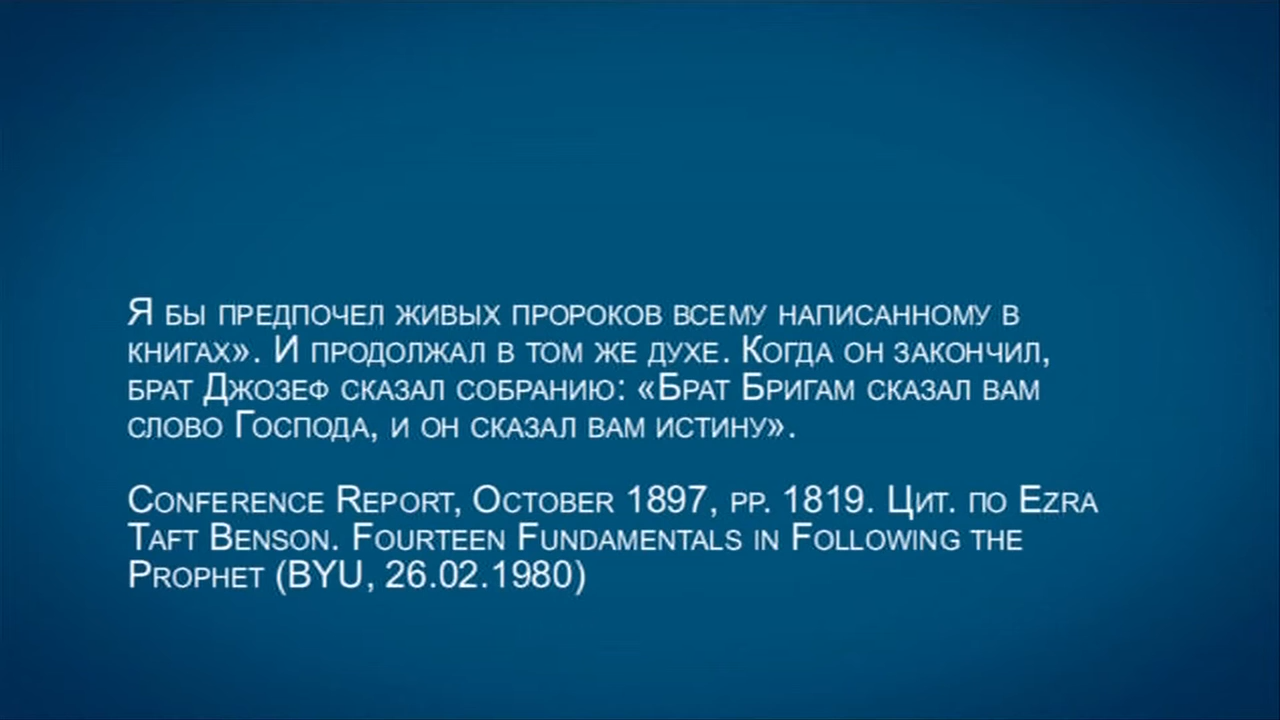 Я бы предпочел живых пророков всему написанному в
книгах». И продолжал в том же духе. Когда он закончил,
брат Джозеф сказал собранию: «Брат Бригам сказал вам
слово Господа, и он сказал вам истину».
Conference Report, October 1897, pp. 1819. Цит. по Ezra
Taft Benson. Fourteen Fundamentals in Following the
Prophet (BYU, 26.02.1980)